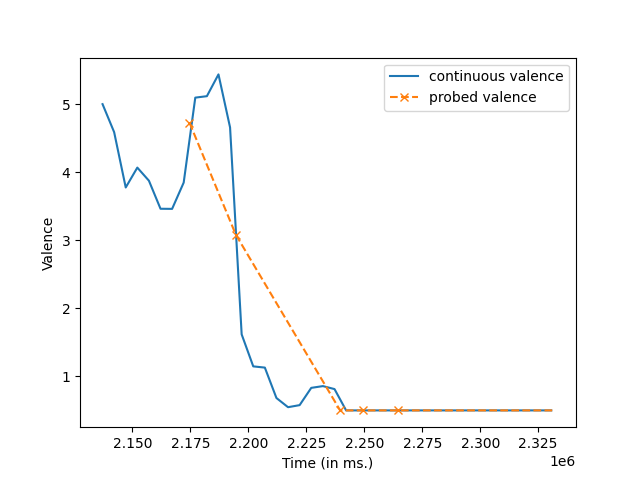 continuous valence
probed valence
5
4
3
2
1
Valence
2.150 2.175 2.200 2.225 2.250 2.275 2.300 2.325
1e6
Time (in ms.)